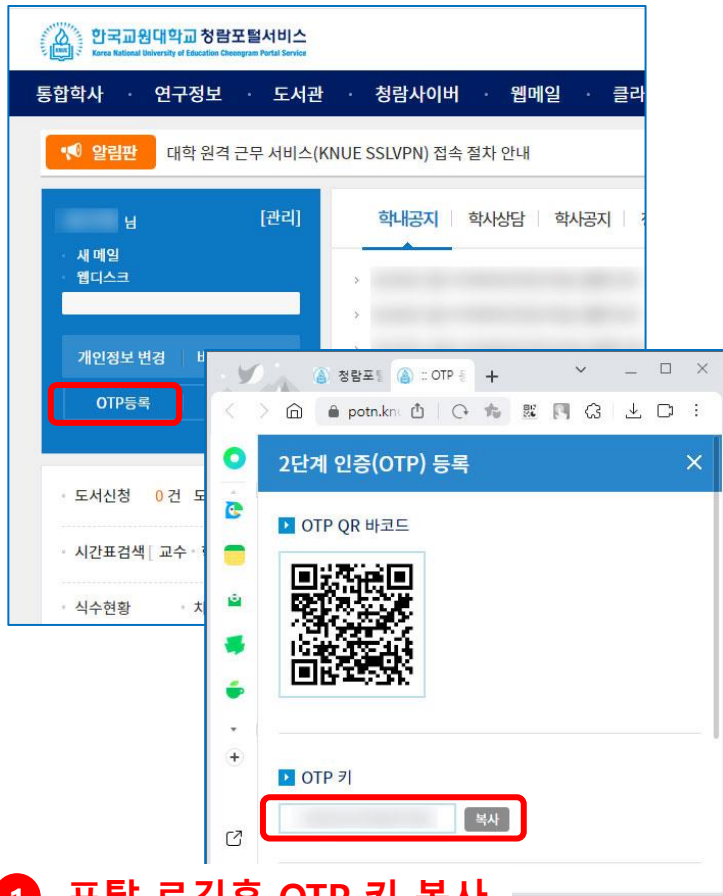 한국교원대학교 청람포털서비스
Korea National University of Education Cheongram Portal Service
통합학사 · 연구정보 · 도서관 · 청람사이버 · 웹메일 · 클라
알림판 대학 원격 근무 서비스(KNUE SSLVPN) 접속 절차 안내
님 [관리]
새 메일
웹디스크
개인정보 변경
OTP등록
학내공지 학사상담 학사공지
도서신청 0 건 도
시간표검색 [ 교수 ·
식수현황
청람포털
:: OTP 등
potn.kn
2단계 인증(OTP) 등록
OTP QR 바코드
OTP 키
복사
1 포탈 로긴후 OTP 키 복사